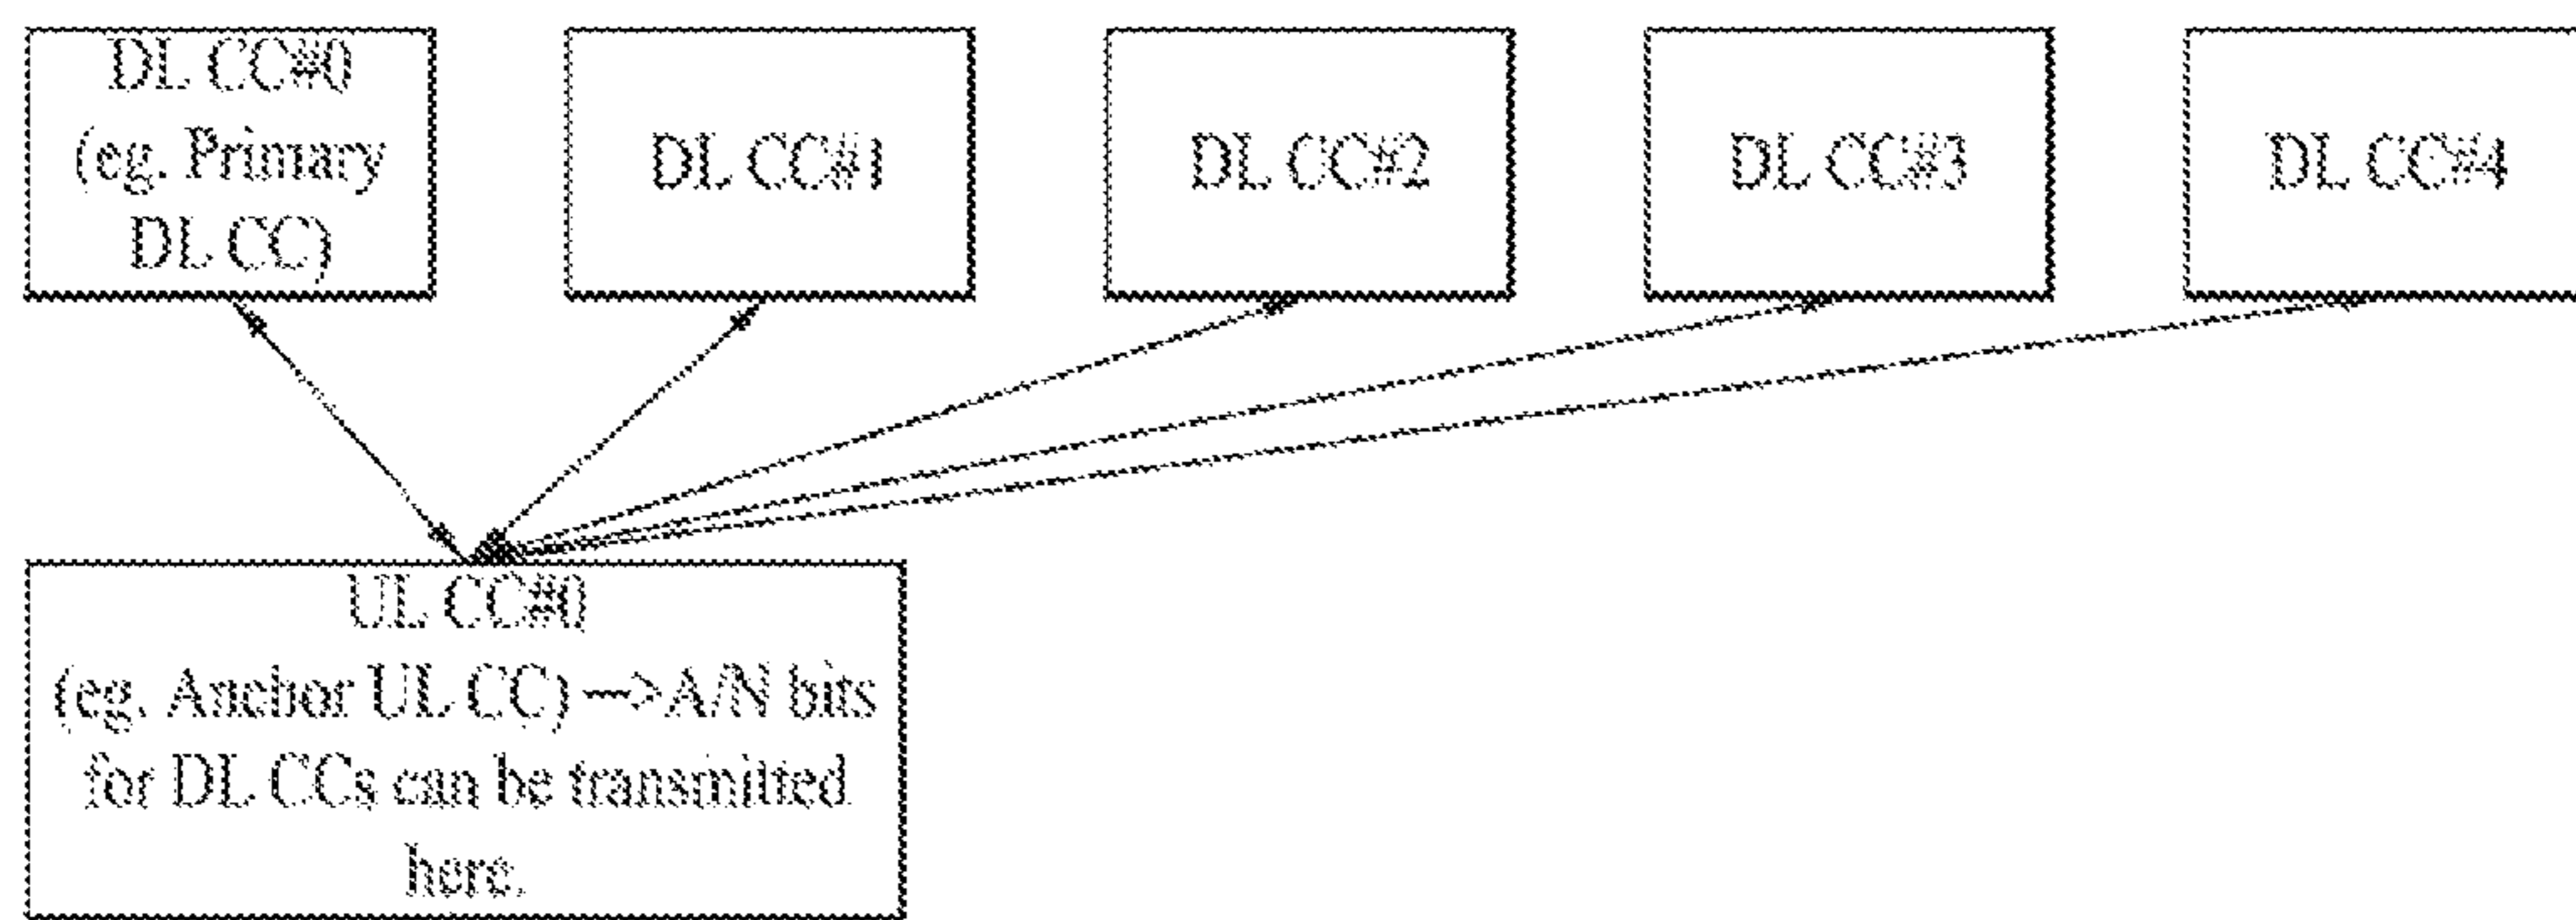 DL CC#0
(eg. Primary
DL CC)
DL CC#1
DL CC#2
DL CC#3
DL CC#4
UL CC#0
(eg. Anchor UL CC) --->A/N bits
for DL CCs can be transmitted
here.